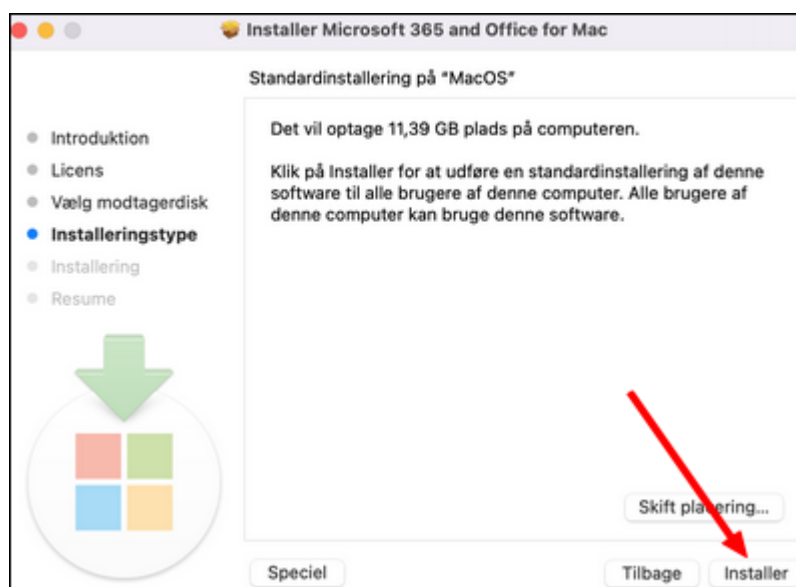 Installer Microsoft 365 and Office for Mac
Standardinstallering på “MacOS”
Introduktion
Licens
Vælg modtagerdisk
Installeringstype
Installering
Resume
Det vil optage 11,39 GB plads på computeren.
Klik på Installer for at udføre en standardinstallering af denne
software til alle brugere af denne computer. Alle brugere af
denne computer kan bruge denne software.
Skift placering...
Speciel
Tilbage
Installer